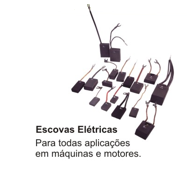 Escovas Elétricas
Para todas aplicações
em máquinas e motores.